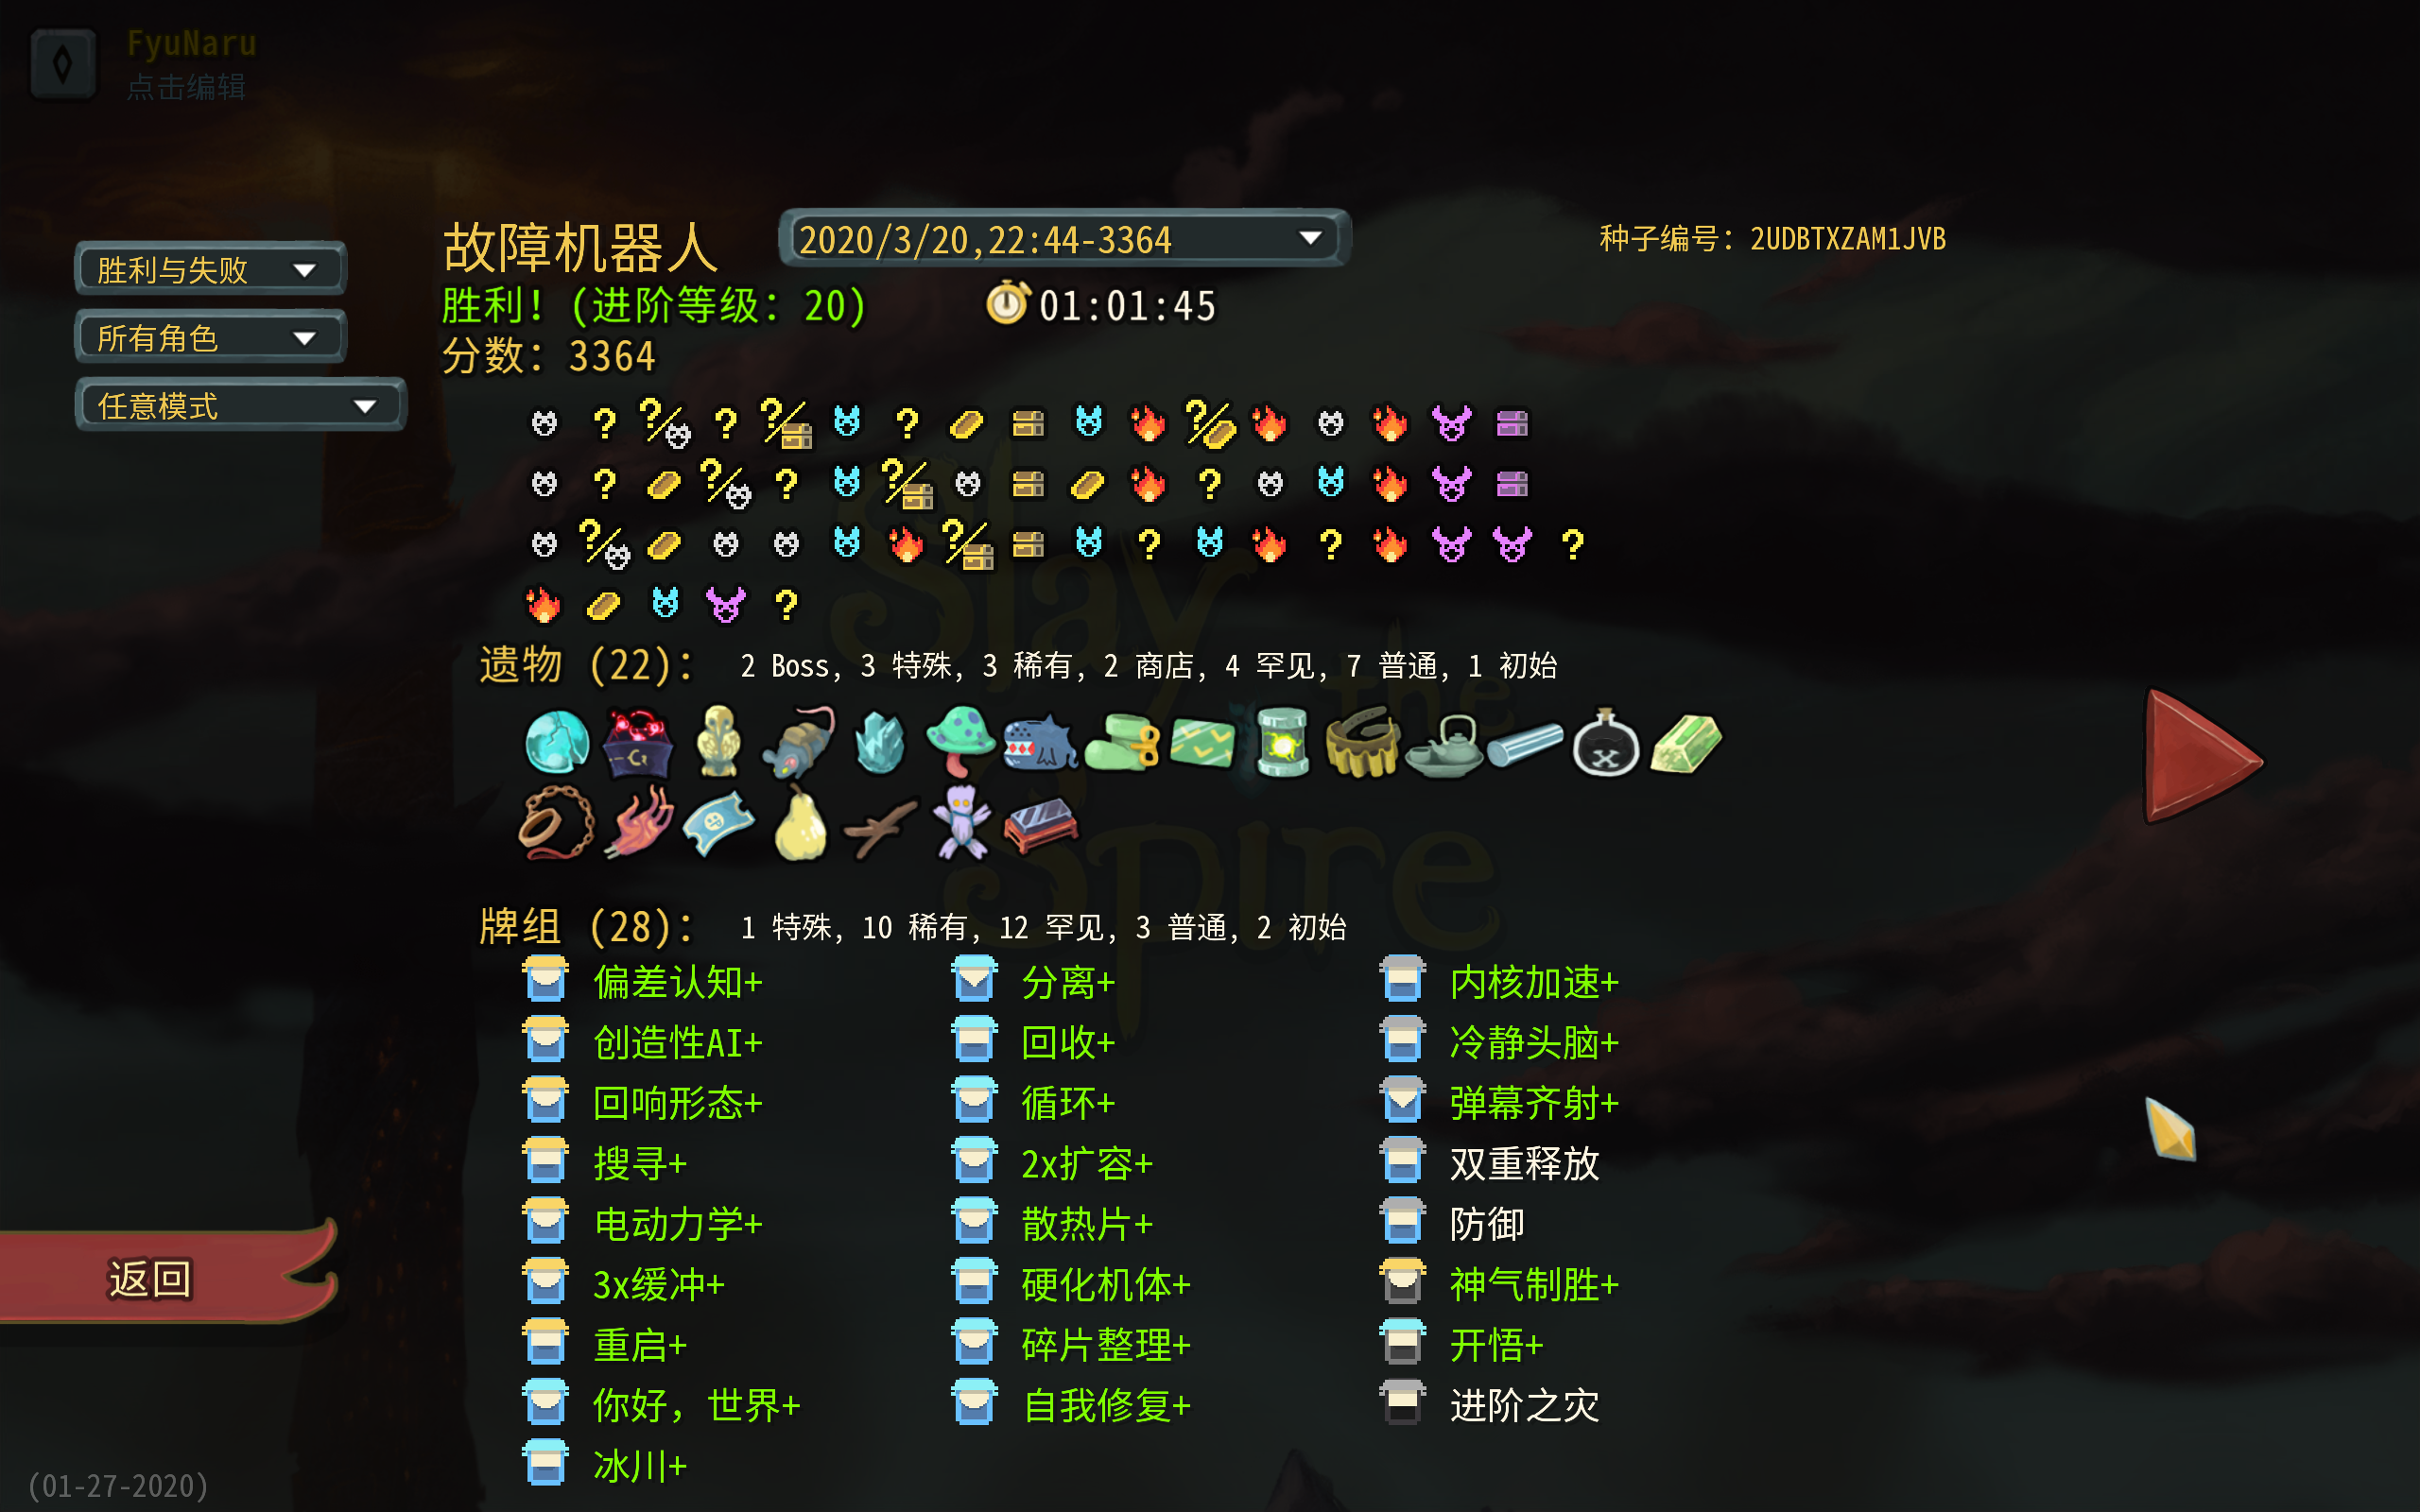 FyuNaru
点击编辑
胜利与失败
所有角色
任意模式
故障机器人
2020/3/20,22:44-3364
种子编号: 2UDBTXZAM1JVB
胜利! (进阶等级: 20)
01:01:45
分数: 3364
遗物 (22):
2 Boss, 3 特殊, 3 稀有, 2 商店, 4 罕见, 7 普通, 1 初始
牌组 (28):
1 特殊, 10 稀有, 12 罕见, 3 普通, 2 初始
偏差认知+
创造性AI+
回响形态+
搜寻+
电动力学+
3x缓冲+
重启+
你好, 世界+
冰川+
分离+
回收+
循环+
2x扩容+
散热片+
硬化机体+
碎片整理+
自我修复+
内核加速+
冷静头脑+
弹幕齐射+
双重释放
防御
神气制胜+
开悟+
进阶之灾
返回
(01-27-2020)
Slay
the
Spire